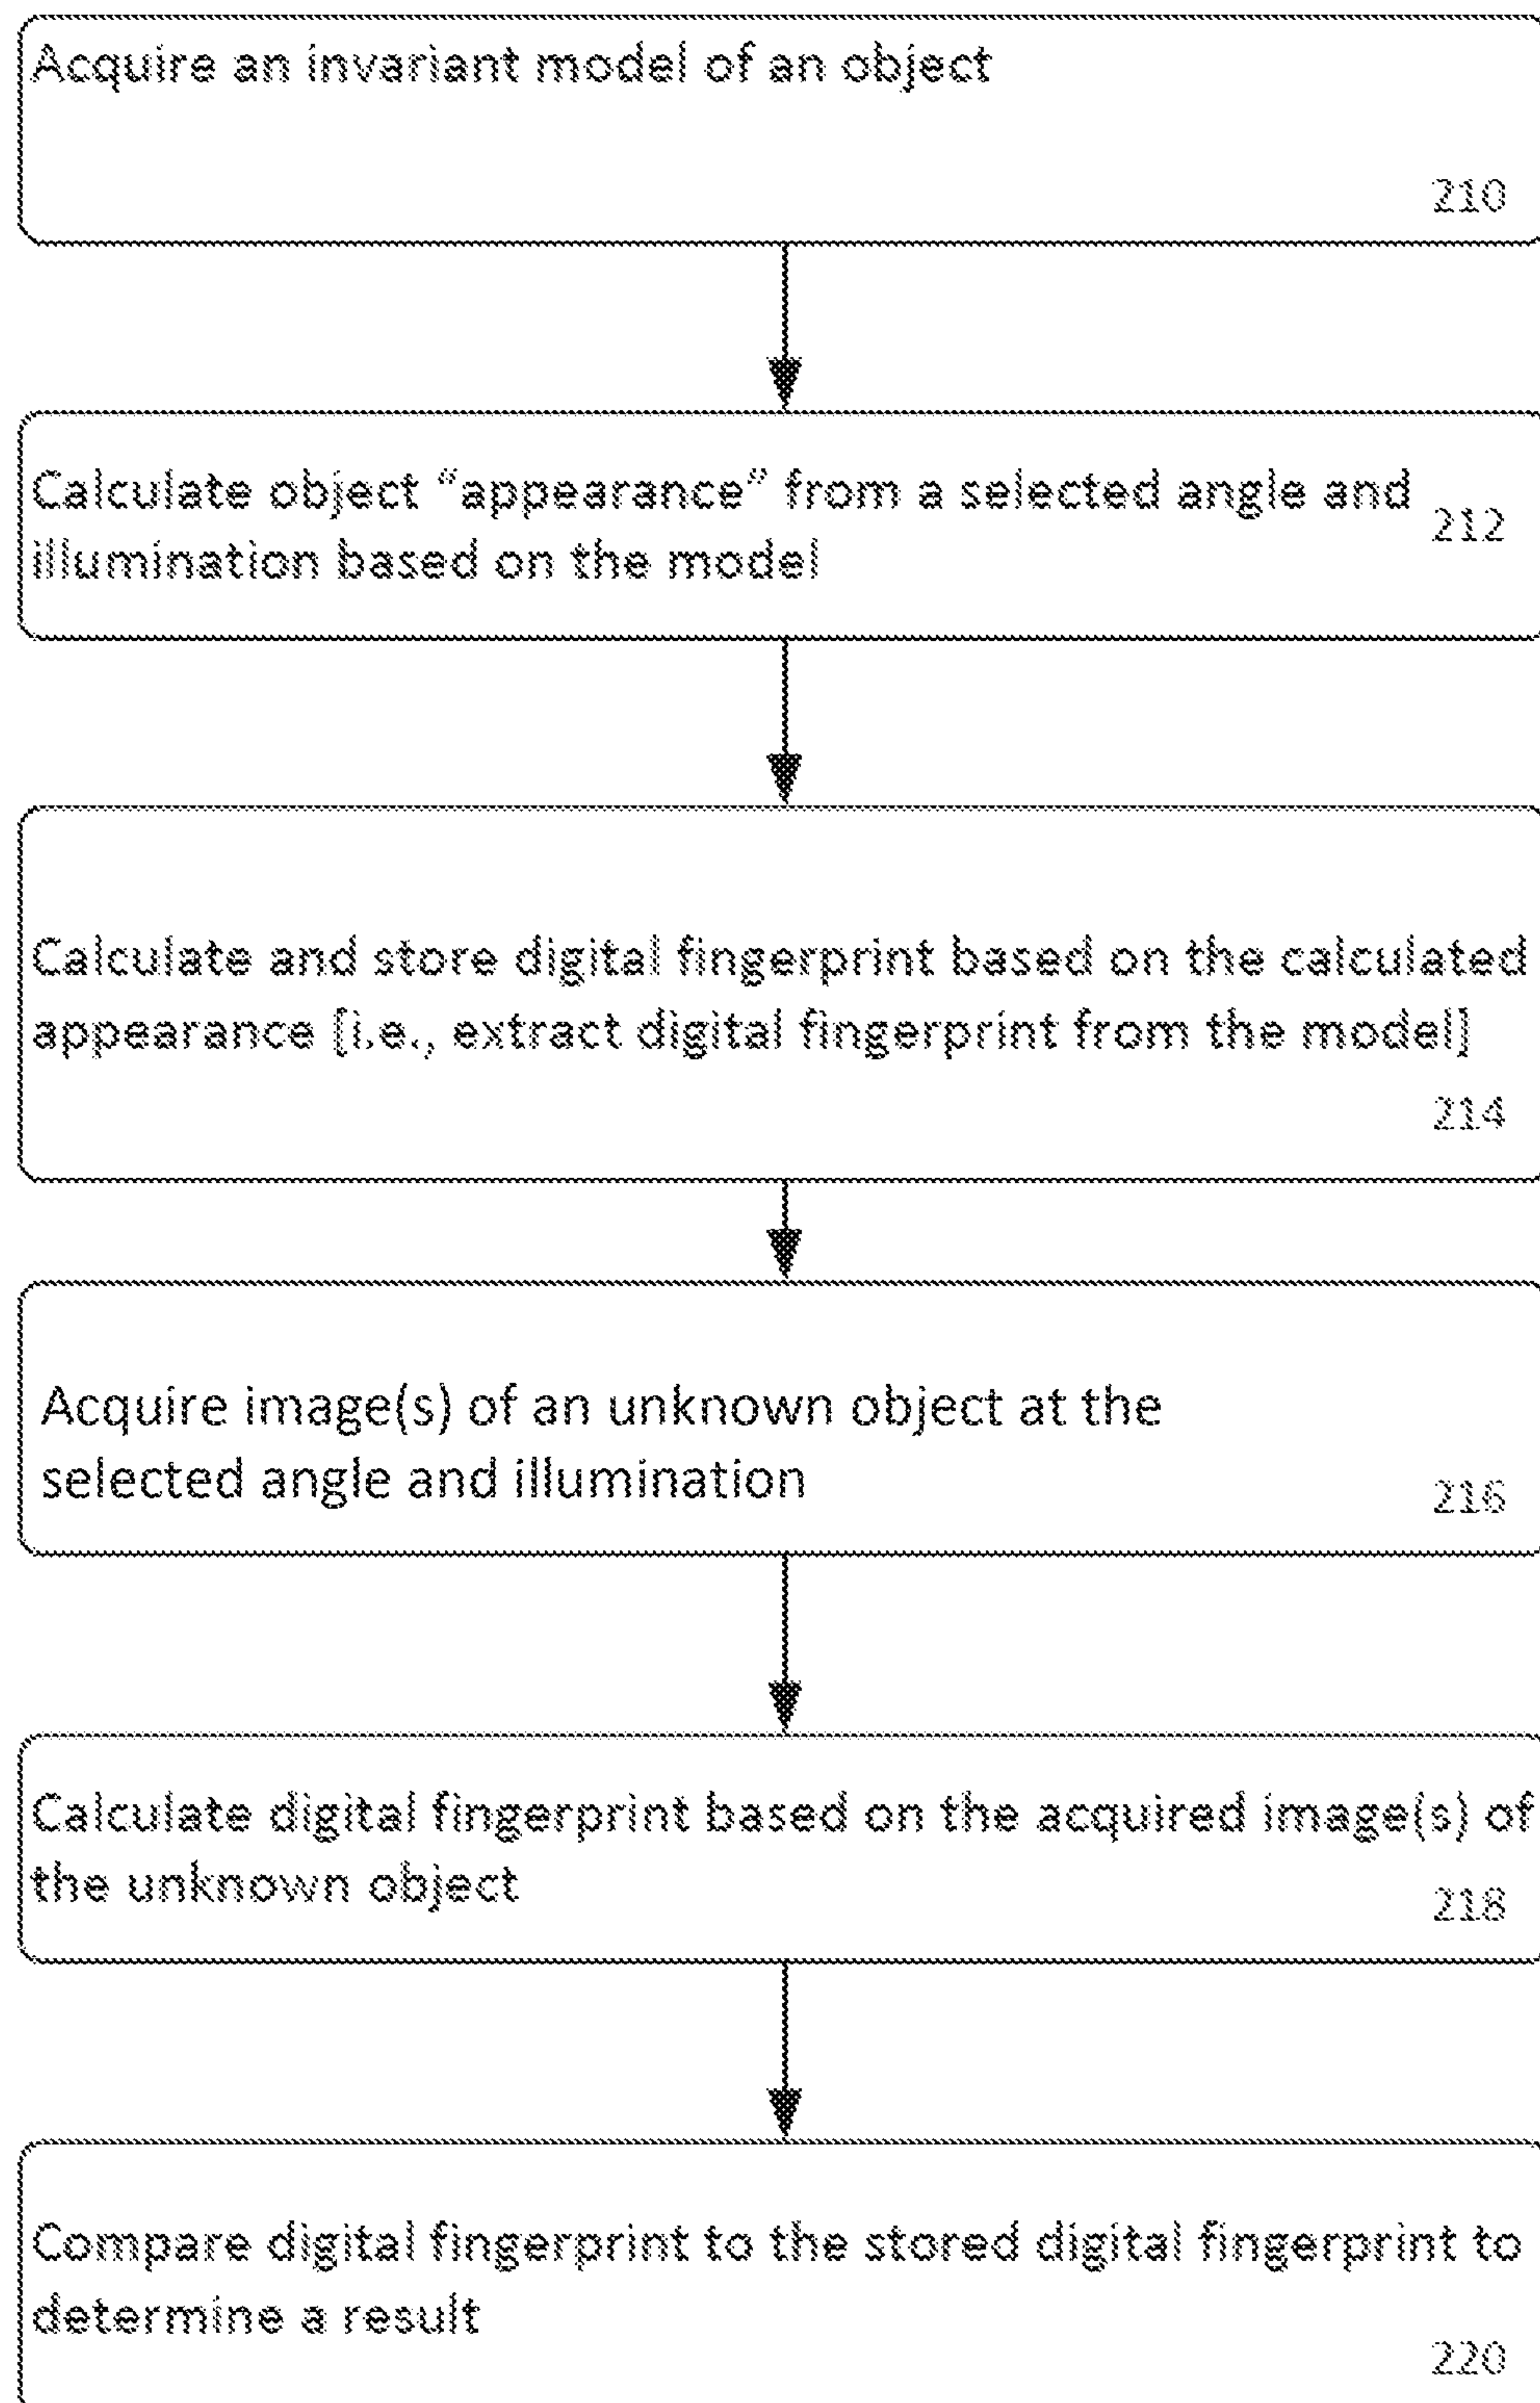 Acquire an invariant model of an object
210
Calculate object “appearance” from a selected angle and
212
illumination based on the model
Calculate and store digital fingerprint based on the calculated
appearance [i.e., extract digital fingerprint from the model]
214
Acquire image(s) of an unknown object at the
selected angle and illumination
216
Calculate digital fingerprint based on the acquired image(s) of
the unknown object
218
Compare digital fingerprint to the stored digital fingerprint to
determine a result
220